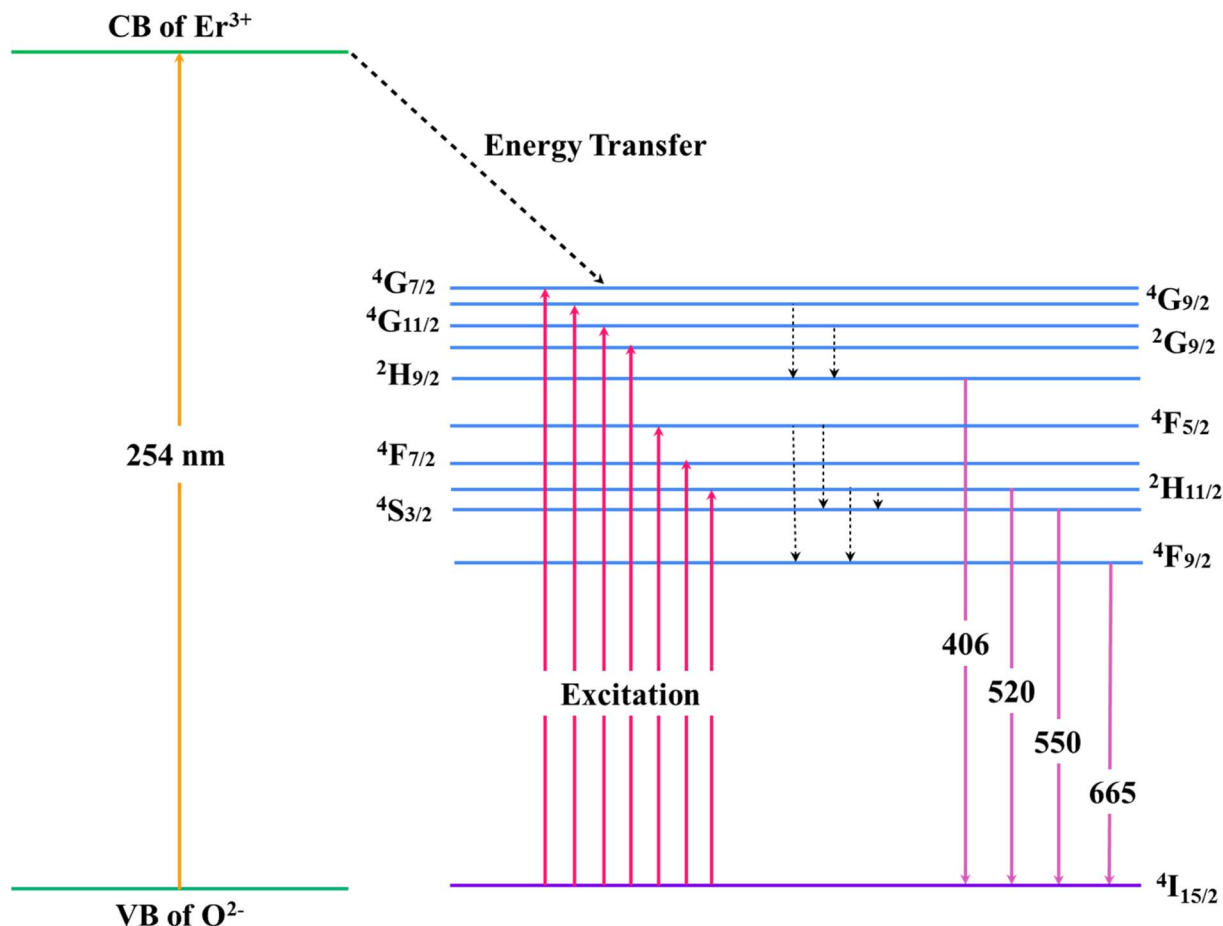 CB of Er³⁺
Energy Transfer
⁴G₇/₂
⁴G₉/₂
⁴G₁₁/₂
²G₉/₂
²H₉/₂
⁴F₅/₂
254 nm
⁴F₇/₂
²H₁₁/₂
⁴S₃/₂
⁴F₉/₂
406
Excitation
520
550
665
⁴I₁₅/₂
VB of O²⁻